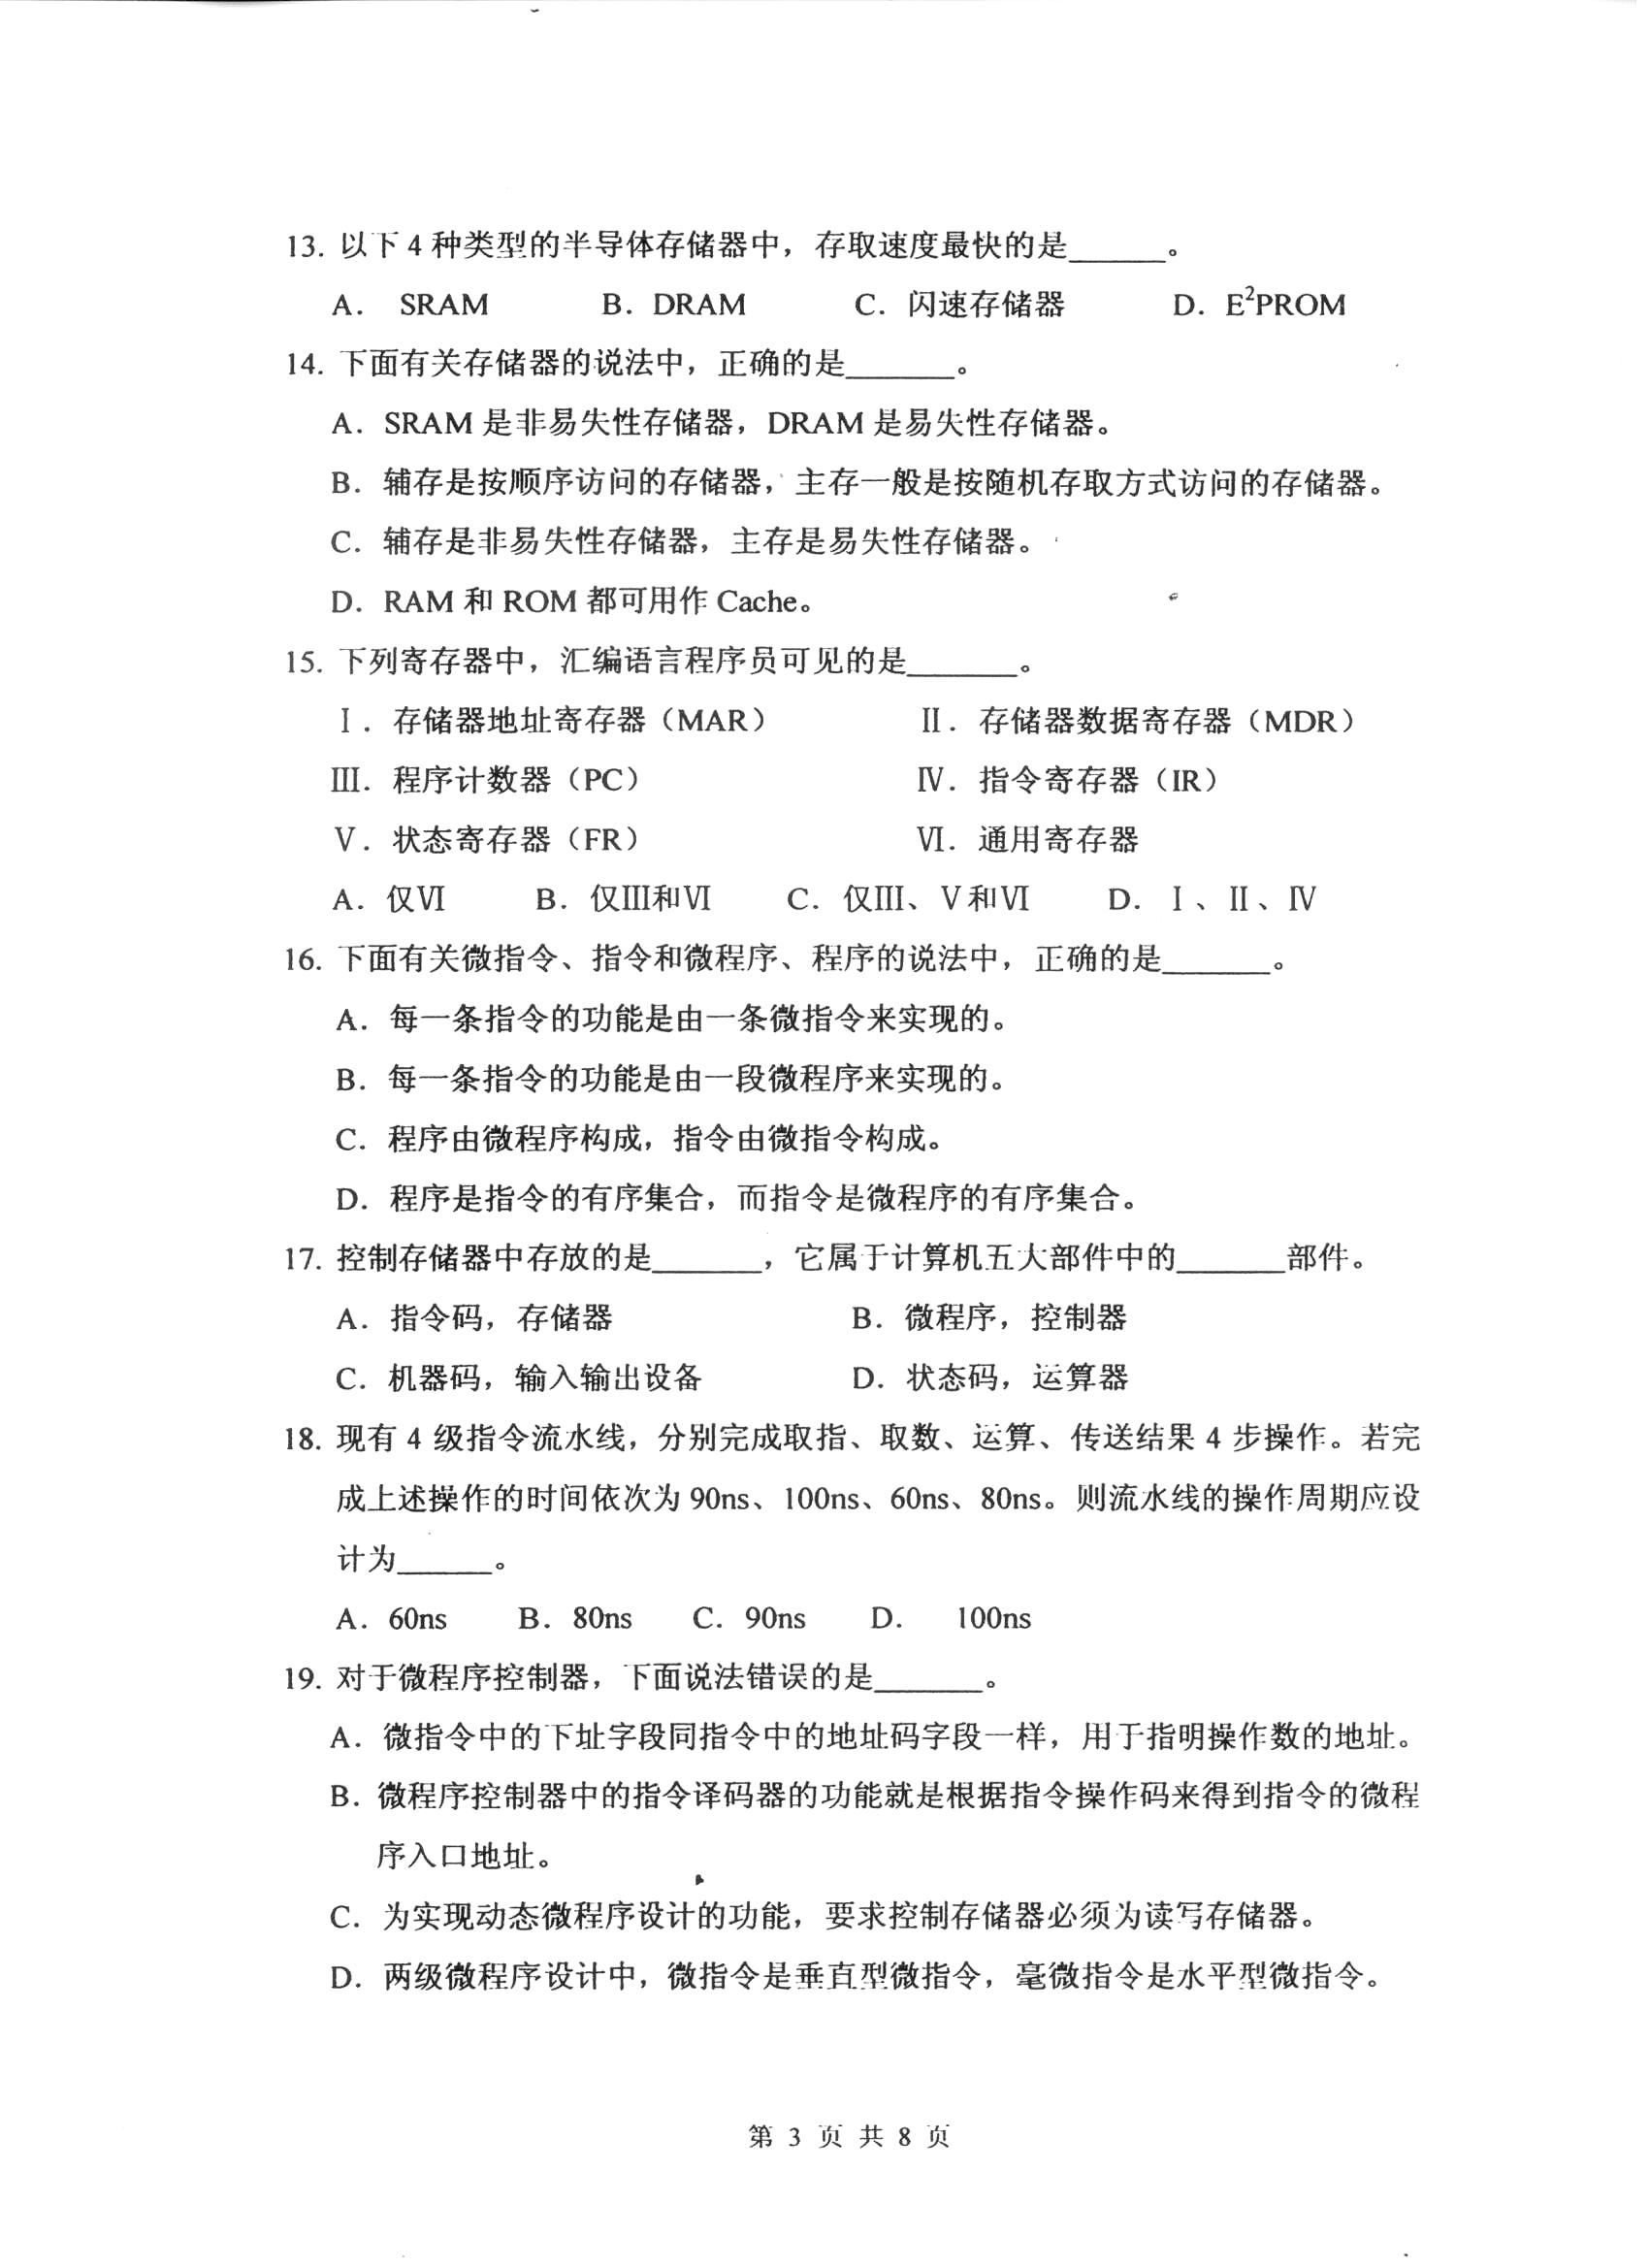 13. 以下 4 种类型的半导体存储器中，存取速度最快的是______。
A． SRAM B．DRAM C．闪速存储器 D．E²PROM
14. 下面有关存储器的说法中，正确的是_______。
A．SRAM 是非易失性存储器，DRAM 是易失性存储器。
B．辅存是按顺序访问的存储器，主存一般是按随机存取方式访问的存储器。
C．辅存是非易失性存储器，主存是易失性存储器。
D．RAM 和 ROM 都可用作 Cache。
15. 下列寄存器中，汇编语言程序员可见的是_______。
Ⅰ．存储器地址寄存器（MAR） Ⅱ．存储器数据寄存器（MDR）
Ⅲ．程序计数器（PC） Ⅳ．指令寄存器（IR）
Ⅴ．状态寄存器（FR） Ⅵ．通用寄存器
A．仅Ⅵ B．仅Ⅲ和Ⅵ C．仅Ⅲ、Ⅴ和Ⅵ D．Ⅰ、Ⅱ、Ⅳ
16. 下面有关微指令、指令和微程序、程序的说法中，正确的是_______。
A．每一条指令的功能是由一条微指令来实现的。
B．每一条指令的功能是由一段微程序来实现的。
C．程序由微程序构成，指令由微指令构成。
D．程序是指令的有序集合，而指令是微程序的有序集合。
17. 控制存储器中存放的是_______，它属于计算机五大部件中的_______部件。
A．指令码，存储器 B．微程序，控制器
C．机器码，输入输出设备 D．状态码，运算器
18. 现有 4 级指令流水线，分别完成取指、取数、运算、传送结果 4 步操作。若完
成上述操作的时间依次为 90ns、100ns、60ns、80ns。则流水线的操作周期应设
计为______。
A．60ns B．80ns C．90ns D． 100ns
19. 对于微程序控制器，下面说法错误的是_______。
A．微指令中的下址字段同指令中的地址码字段一样，用于指明操作数的地址。
B．微程序控制器中的指令译码器的功能就是根据指令操作码来得到指令的微程
序入口地址。
C．为实现动态微程序设计的功能，要求控制存储器必须为读写存储器。
D．两级微程序设计中，微指令是垂直型微指令，毫微指令是水平型微指令。
第 3 页 共 8 页